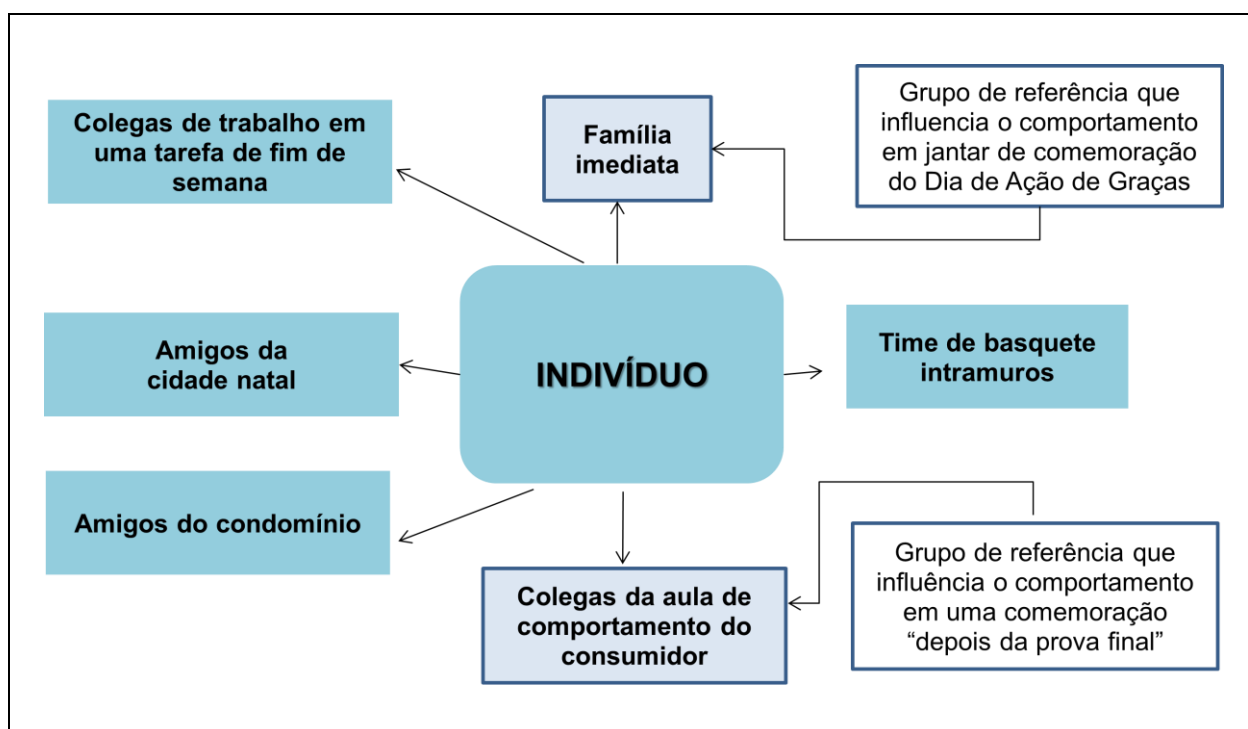 Colegas de trabalho em
uma tarefa de fim de
semana
Família
imediata
Grupo de referência que
influencia o comportamento
em jantar de comemoração
do Dia de Ação de Graças
Amigos da
cidade natal
INDIVÍDUO
Time de basquete
intramuros
Amigos do condomínio
Colegas da aula de
comportamento do
consumidor
Grupo de referência que
influência o comportamento
em uma comemoração
“depois da prova final”